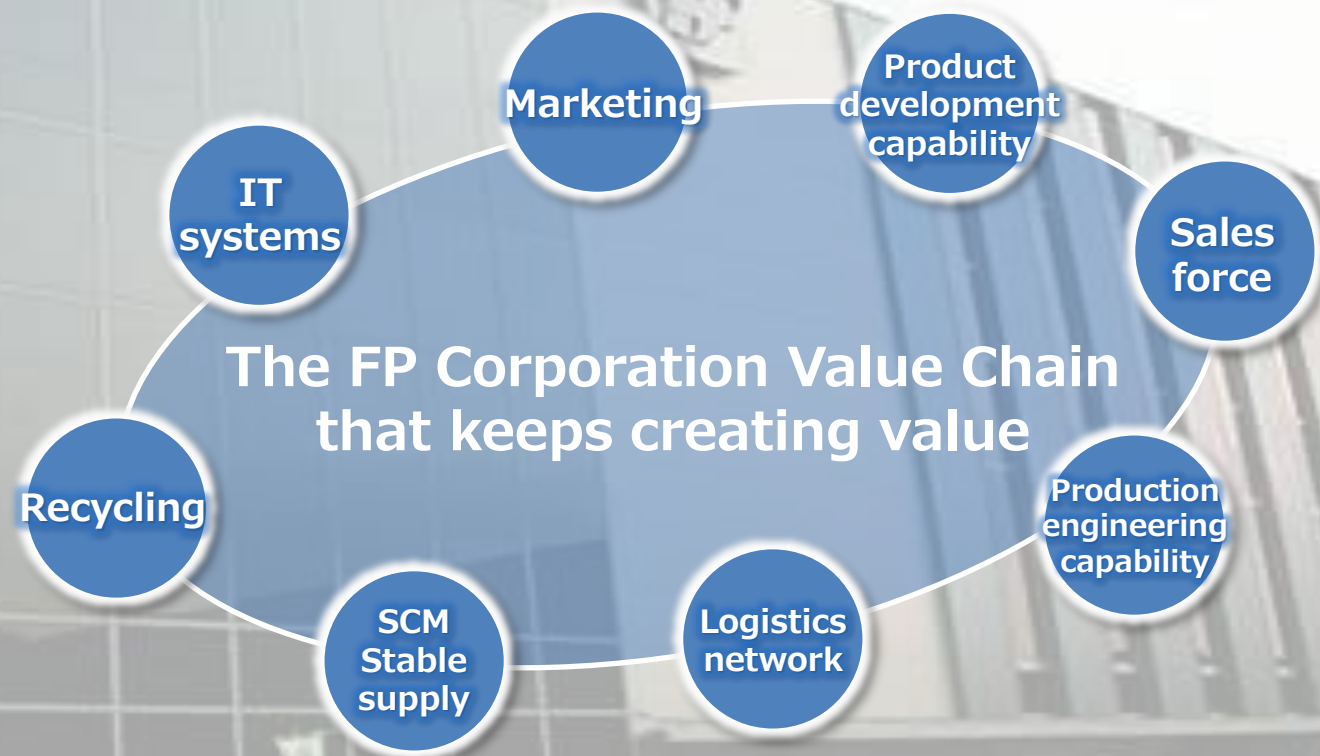 Marketing
Product
development
capability
IT
systems
Sales
force
The FP Corporation Value Chain
that keeps creating value
Recycling
Production
engineering
capability
SCM
Stable
supply
Logistics
network